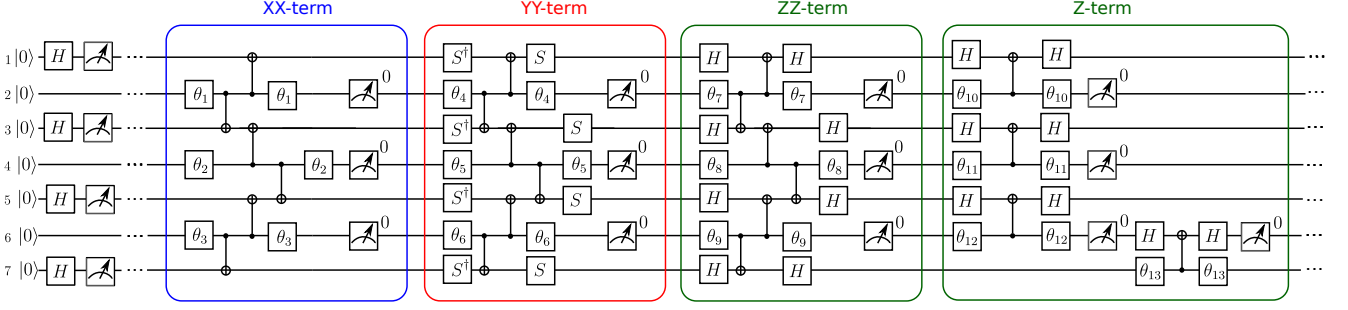 XX-term YY-term ZZ-term Z-term
1 |0⟩ H ··· S† S H H H H ···
2 |0⟩ ··· θ₁ θ₁ 0 θ₄ θ₄ 0 θ₇ θ₇ 0 θ₁₀ θ₁₀ 0 ···
3 |0⟩ H ··· S† S H H H H ···
4 |0⟩ ··· θ₂ θ₂ 0 θ₅ θ₅ 0 θ₈ θ₈ 0 θ₁₁ θ₁₁ 0 ···
5 |0⟩ H ··· S† S H H H H ···
6 |0⟩ ··· θ₃ θ₃ 0 θ₆ θ₆ 0 θ₉ θ₉ 0 θ₁₂ θ₁₂ 0 H H 0 ···
7 |0⟩ H ··· S† S H H θ₁₃ θ₁₃ ···